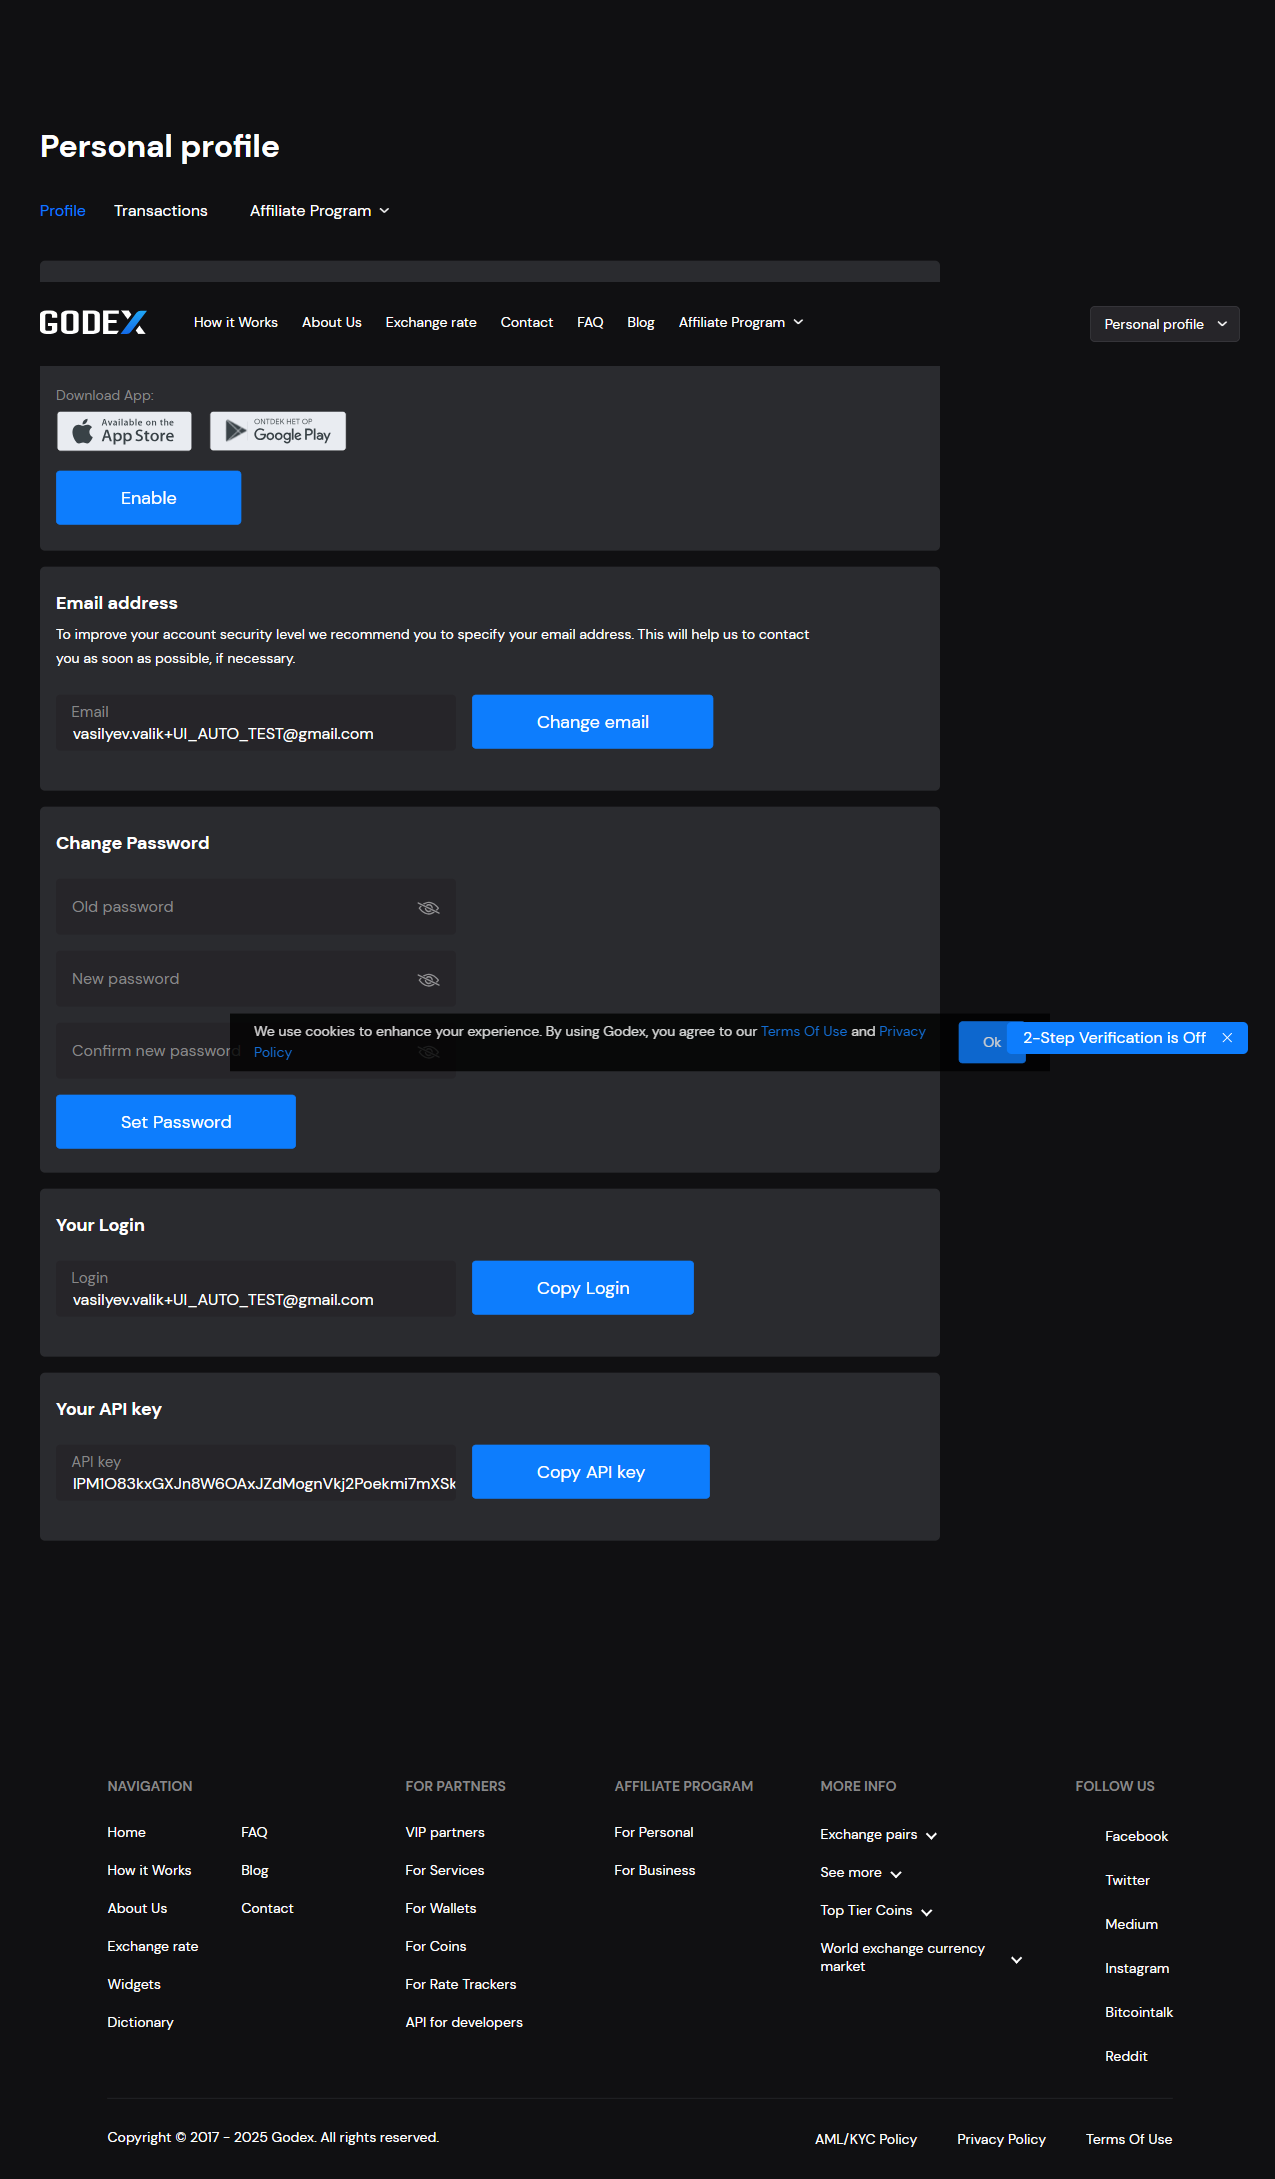 Personal profile
Profile
Transactions
Affiliate Program
GODEX
How it Works
About Us
Exchange rate
Contact
FAQ
Blog
Affiliate Program
Personal profile
Download App:
Available on the
App Store
ONTDEK HET OP
Google Play
Enable
Email address
To improve your account security level we recommend you to specify your email address. This will help us to contact
you as soon as possible, if necessary.
Email
vasilyev.valik+UI_AUTO_TEST@gmail.com
Change email
Change Password
Old password
New password
Confirm new password
We use cookies to enhance your experience. By using Godex, you agree to our Terms Of Use and Privacy
Policy
Ok
2-Step Verification is Off
Set Password
Your Login
Login
vasilyev.valik+UI_AUTO_TEST@gmail.com
Copy Login
Your API key
API key
Copy API key
NAVIGATION
Home
How it Works
About Us
Exchange rate
Widgets
Dictionary
FAQ
Blog
Contact
FOR PARTNERS
VIP partners
For Services
For Wallets
For Coins
For Rate Trackers
API for developers
AFFILIATE PROGRAM
For Personal
For Business
MORE INFO
Exchange pairs
See more
Top Tier Coins
World exchange currency
market
FOLLOW US
Facebook
Twitter
Medium
Instagram
Bitcointalk
Reddit
Copyright © 2017 - 2025 Godex. All rights reserved.
AML/KYC Policy
Privacy Policy
Terms Of Use